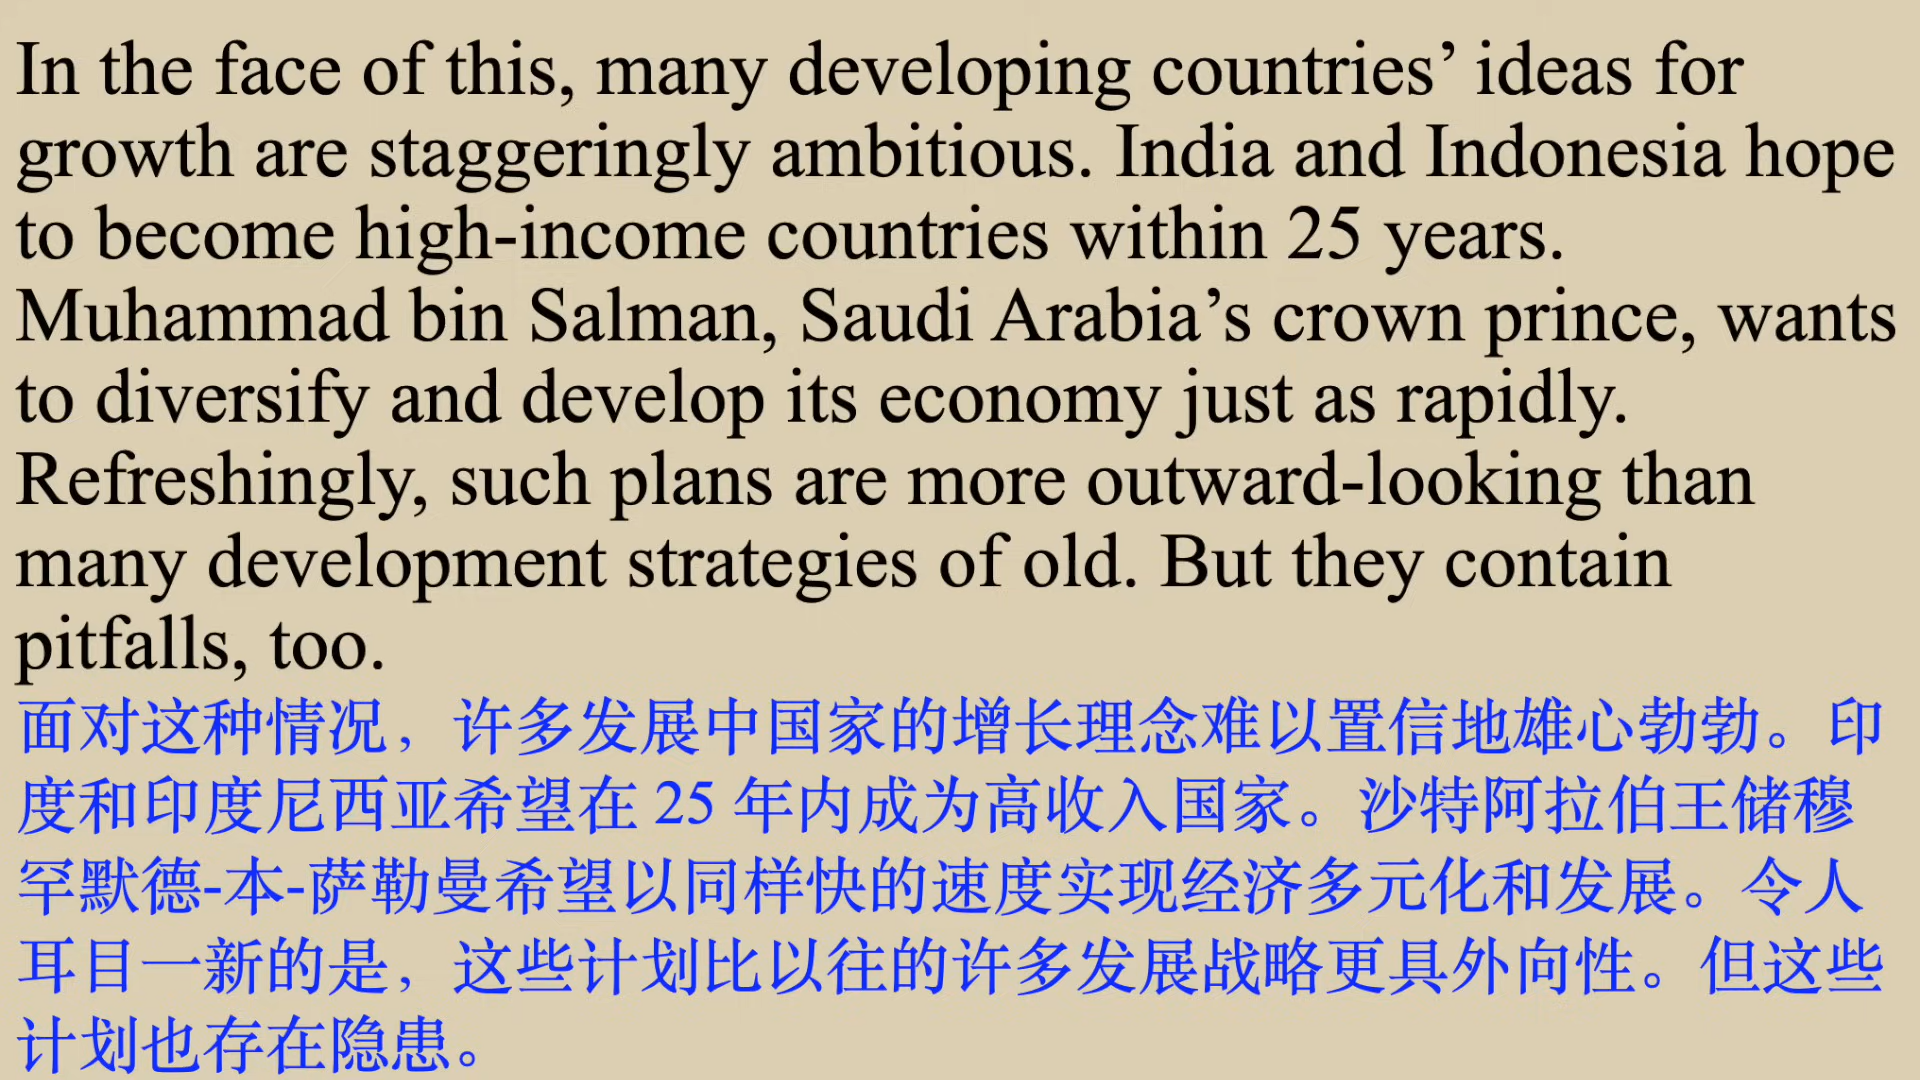 In the face of this, many developing countries’ ideas for
growth are staggeringly ambitious. India and Indonesia hope
to become high-income countries within 25 years.
Muhammad bin Salman, Saudi Arabia’s crown prince, wants
to diversify and develop its economy just as rapidly.
Refreshingly, such plans are more outward-looking than
many development strategies of old. But they contain
pitfalls, too.
面对这种情况，许多发展中国家的增长理念难以置信地雄心勃勃。印
度和印度尼西亚希望在 25 年内成为高收入国家。沙特阿拉伯王储穆
罕默德-本-萨勒曼希望以同样快的速度实现经济多元化和发展。令人
耳目一新的是，这些计划比以往的许多发展战略更具外向性。但这些
计划也存在隐患。